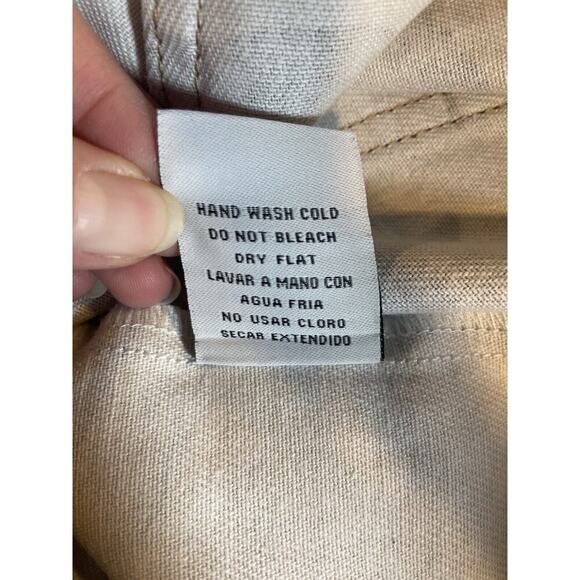 HAND WASH COLD
DO NOT BLEACH
DRY FLAT
LAVAR A MANO CON
AGUA FRIA
NO USAR CLORO
SECAR EXTENDIDO